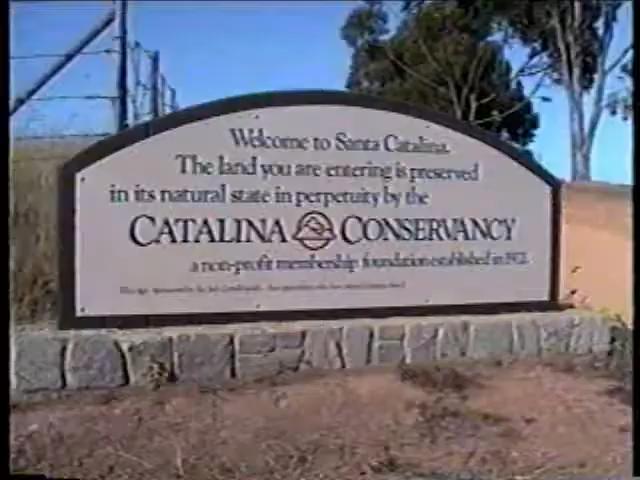 Welcome to Santa Catalina.
The land you are entering is preserved
in its natural state in perpetuity by the
CATALINA CONSERVANCY
a non-profit membership foundation established in 1972.